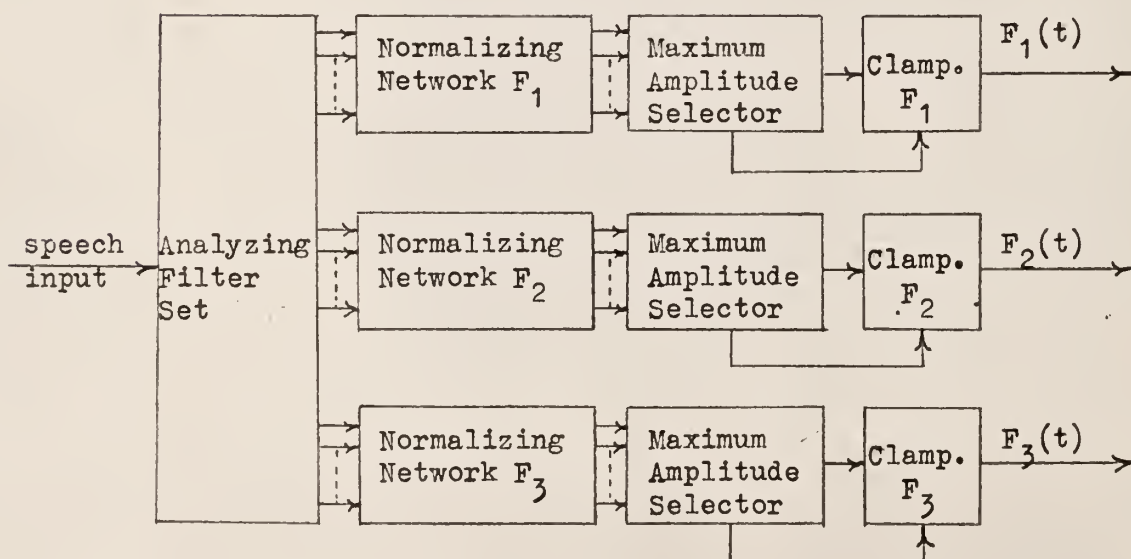 speech
input
Analyzing
Filter
Set
Normalizing
Network F₁
Maximum
Amplitude
Selector
Clamp.
F₁
F₁(t)
Normalizing
Network F₂
Maximum
Amplitude
Selector
Clamp.
F₂
F₂(t)
Normalizing
Network F₃
Maximum
Amplitude
Selector
Clamp.
F₃
F₃(t)